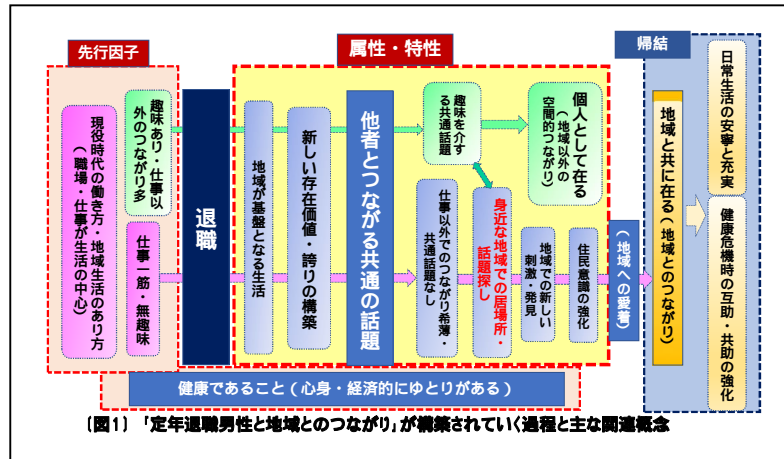 先行因子
属性・特性
帰結
現役時代の働き方・地域生活のあり方
(職場・仕事が生活の中心)
趣味あり・仕事以
外のつながり多
仕事一筋・無趣味
退職
地域が基盤となる生活
新しい存在価値・誇りの構築
他者とつながる共通の話題
趣味を介す
る共通話題
仕事以外でのつながり希薄・
共通話題なし
個人として在る
(地域以外の
空間的つながり)
身近な地域での居場所・
話題探し
地域での新しい
刺激・発見
住民意識の強化
(地域への愛着)
地域と共に在る(地域とのつながり)
日常生活の安寧と充実
健康危機時の互助・共助の強化
健康であること(心身・経済的にゆとりがある)
(図1) 「定年退職男性と地域とのつながり」が構築されていく過程と主な関連概念